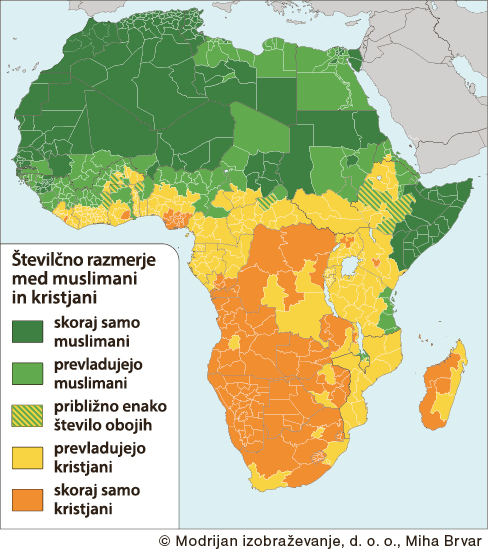 Številčno razmerje
med muslimani
in kristjani
skoraj samo
muslimani
prevladujejo
muslimani
približno enako
število obojih
prevladujejo
kristjani
skoraj samo
kristjani
© Modrijan izobraževanje, d. o. o., Miha Brvar